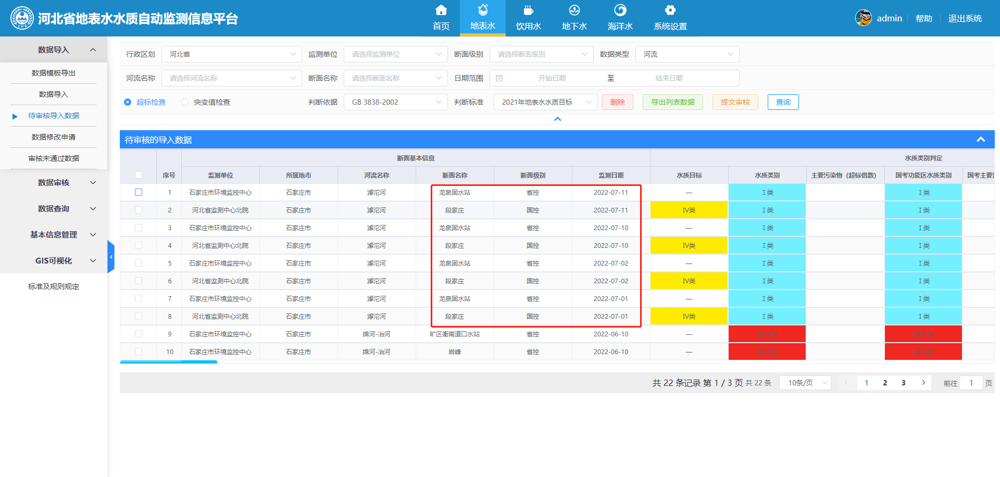 河北省地表水水质自动监测信息平台
首页 地表水 饮用水 地下水 海洋水 系统设置
admin 帮助 退出系统
数据导入
数据模板导出
数据导入
待审核导入数据
数据修改申请
审核未通过数据
数据审核
数据查询
基本信息管理
GIS可视化
标准及规则规定
行政区划 河北省 监测单位 请选择监测单位 断面级别 请选择断面级别 数据类型 河流
河流名称 请选择河流名称 断面名称 请选择断面名称 日期范围 开始日期 至 结束日期
超标检查 突变值检查 判断依据 GB 3838-2002 判断标准 2021年地表水水质目标 删除 导出列表数据 提交审核 查询
待审核的导入数据
断面基本信息 水质类别判定
序号 监测单位 所属地市 河流名称 断面名称 断面级别 监测日期 水质目标 水质类别 主要污染物（超标倍数） 国考功能区水质类别 国考主要
1 石家庄市环境监控中心 石家庄市 滹沱河 龙泉固水站 省控 2022-07-11 — I 类 I 类
2 河北省监测中心北院 石家庄市 滹沱河 段家庄 国控 2022-07-11 IV类 I 类 I 类
3 石家庄市环境监控中心 石家庄市 滹沱河 龙泉固水站 省控 2022-07-10 — I 类 I 类
4 河北省监测中心北院 石家庄市 滹沱河 段家庄 国控 2022-07-10 IV类 I 类 I 类
5 石家庄市环境监控中心 石家庄市 滹沱河 龙泉固水站 省控 2022-07-02 — I 类 I 类
6 河北省监测中心北院 石家庄市 滹沱河 段家庄 国控 2022-07-02 IV类 I 类 I 类
7 石家庄市环境监控中心 石家庄市 滹沱河 龙泉固水站 省控 2022-07-01 — I 类 I 类
8 河北省监测中心北院 石家庄市 滹沱河 段家庄 国控 2022-07-01 IV类 I 类 I 类
9 石家庄市环境监控中心 石家庄市 绵河-冶河 矿区衡南道口水站 省控 2022-06-10 — 劣V类 劣V类
10 石家庄市环境监控中心 石家庄市 绵河-冶河 岩峰 省控 2022-06-10 — 劣V类 劣V类
共 22 条记录 第 1 / 3 页 共 22 条 10条/页 1 2 3 前往 1 页